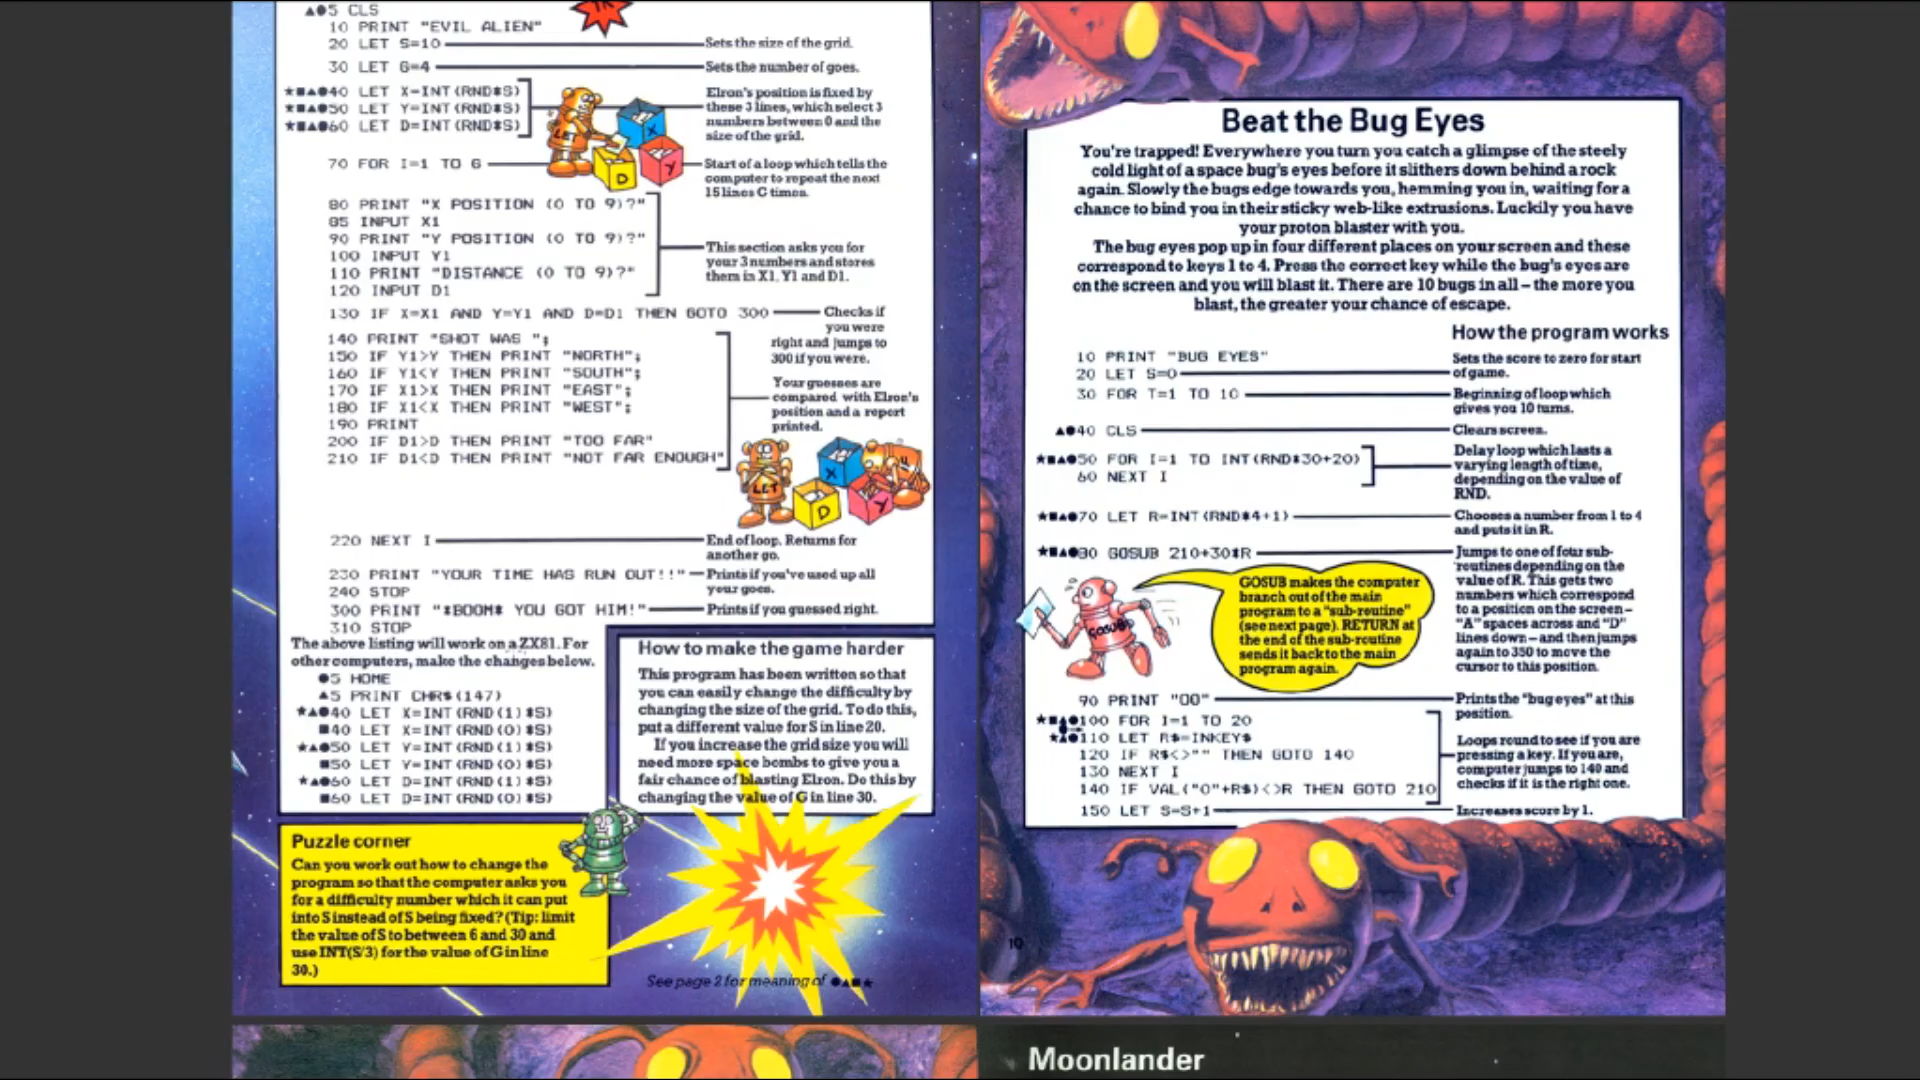 ▲●5 CLS
10 PRINT "EVIL ALIEN"
20 LET S=10
Sets the size of the grid.
30 LET G=4
Sets the number of goes.
★■▲●40 LET X=INT(RND*S)
★■▲●50 LET Y=INT(RND*S)
★■▲●60 LET D=INT(RND*S)
Elron's position is fixed by
these 3 lines, which select 3
numbers between 0 and the
size of the grid.
X
D
Y
70 FOR I=1 TO G
Start of a loop which tells the
computer to repeat the next
15 lines G times.
80 PRINT "X POSITION (0 TO 9)?"
85 INPUT X1
90 PRINT "Y POSITION (0 TO 9)?"
100 INPUT Y1
110 PRINT "DISTANCE (0 TO 9)?"
120 INPUT D1
This section asks you for
your 3 numbers and stores
them in X1, Y1 and D1.
130 IF X=X1 AND Y=Y1 AND D=D1 THEN GOTO 300
Checks if
you were
right and jumps to
300 if you were.
140 PRINT "SHOT WAS ";
150 IF Y1>Y THEN PRINT "NORTH";
160 IF Y1<Y THEN PRINT "SOUTH";
170 IF X1>X THEN PRINT "EAST";
180 IF X1<X THEN PRINT "WEST";
190 PRINT
200 IF D1>D THEN PRINT "TOO FAR"
210 IF D1<D THEN PRINT "NOT FAR ENOUGH"
Your guesses are
compared with Elron's
position and a report
printed.
LET
X
D
Y
220 NEXT I
End of loop. Returns for
another go.
230 PRINT "YOUR TIME HAS RUN OUT!!"
Prints if you've used up all
your goes.
240 STOP
300 PRINT "*BOOM* YOU GOT HIM!"
Prints if you guessed right.
310 STOP
The above listing will work on a ZX81. For
other computers, make the changes below.
●5 HOME
▲5 PRINT CHR$(147)
★▲●40 LET X=INT(RND(1)*S)
■40 LET X=INT(RND(0)*S)
★▲●50 LET Y=INT(RND(1)*S)
■50 LET Y=INT(RND(0)*S)
★▲●60 LET D=INT(RND(1)*S)
■60 LET D=INT(RND(0)*S)
How to make the game harder
This program has been written so that
you can easily change the difficulty by
changing the size of the grid. To do this,
put a different value for S in line 20.
If you increase the grid size you will
need more space bombs to give you a
fair chance of blasting Elron. Do this by
changing the value of G in line 30.
Puzzle corner
Can you work out how to change the
program so that the computer asks you
for a difficulty number which it can put
into S instead of S being fixed? (Tip: limit
the value of S to between 6 and 30 and
use INT(S/3) for the value of G in line
30.)
See page 2 for meaning of ●▲■★
Beat the Bug Eyes
You're trapped! Everywhere you turn you catch a glimpse of the steely
cold light of a space bug's eyes before it slithers down behind a rock
again. Slowly the bugs edge towards you, hemming you in, waiting for a
chance to bind you in their sticky web-like extrusions. Luckily you have
your proton blaster with you.
The bug eyes pop up in four different places on your screen and these
correspond to keys 1 to 4. Press the correct key while the bug's eyes are
on the screen and you will blast it. There are 10 bugs in all – the more you
blast, the greater your chance of escape.
How the program works
10 PRINT "BUG EYES"
20 LET S=0
Sets the score to zero for start
of game.
30 FOR T=1 TO 10
Beginning of loop which
gives you 10 turns.
▲●40 CLS
Clears screen.
★■▲●50 FOR I=1 TO INT(RND*30+20)
60 NEXT I
Delay loop which lasts a
varying length of time,
depending on the value of
RND.
★■▲●70 LET R=INT(RND*4+1)
Chooses a number from 1 to 4
and puts it in R.
★■▲●80 GOSUB 210+30*R
Jumps to one of four sub-
routines depending on the
value of R. This gets two
numbers which correspond
to a position on the screen –
"A" spaces across and "D"
lines down – and then jumps
again to 350 to move the
cursor to this position.
GOSUB makes the computer
branch out of the main
program to a "sub-routine"
(see next page). RETURN at
the end of the sub-routine
sends it back to the main
program again.
GOSUB
90 PRINT "OO"
Prints the "bug eyes" at this
position.
★■▲●100 FOR I=1 TO 20
★▲●110 LET R$=INKEY$
120 IF R$<>"" THEN GOTO 140
130 NEXT I
140 IF VAL("0"+R$)<>R THEN GOTO 210
Loops round to see if you are
pressing a key. If you are,
computer jumps to 140 and
checks if it is the right one.
150 LET S=S+1
Increases score by 1.
10
Moonlander